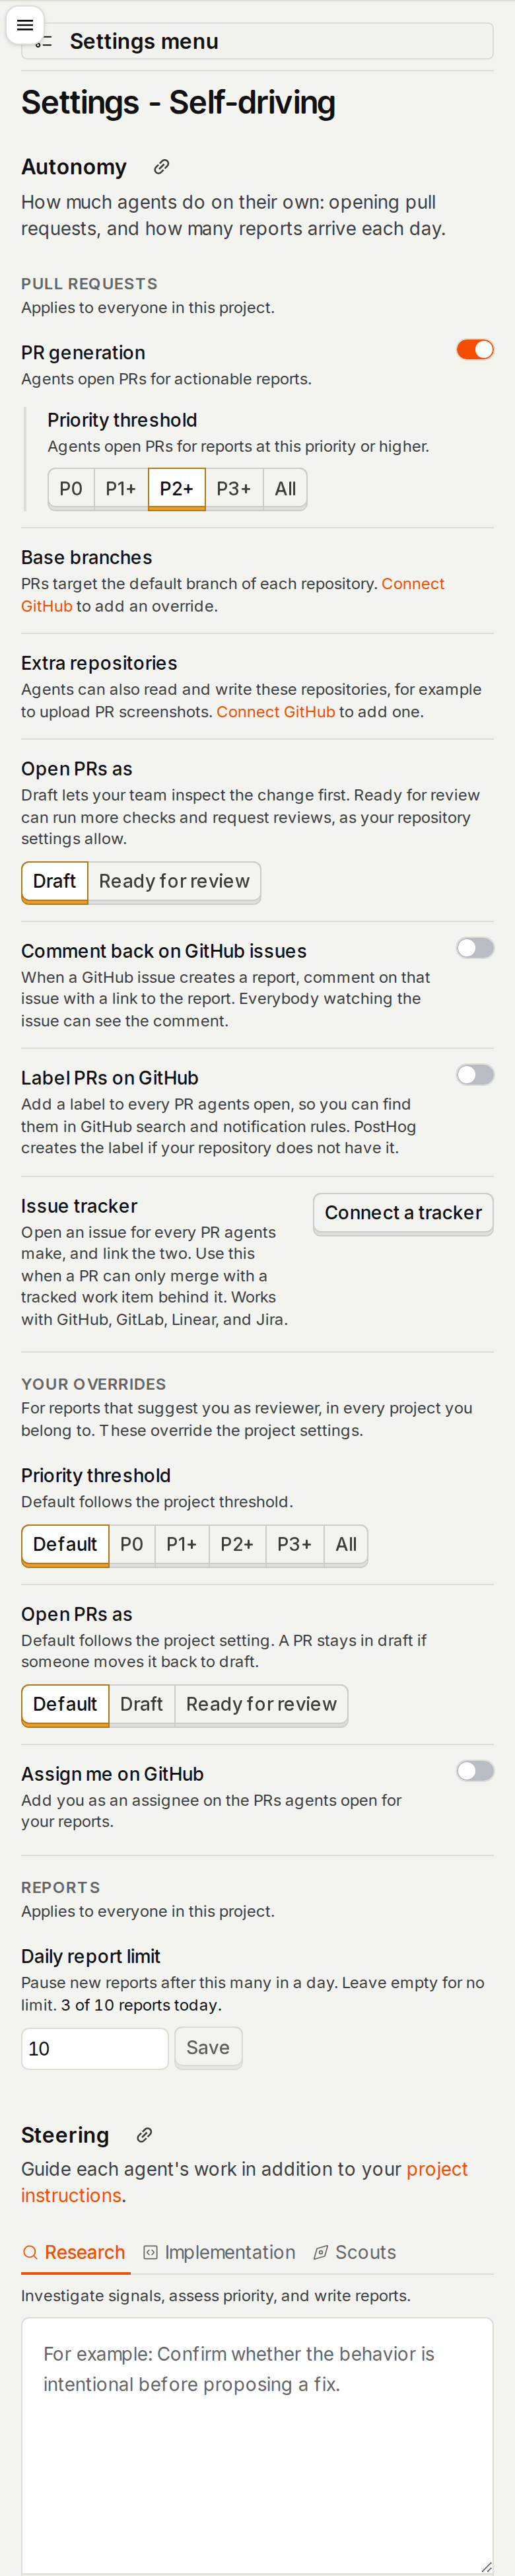 Settings menu
Settings - Self-driving
Autonomy
How much agents do on their own: opening pull
requests, and how many reports arrive each day.
PULL REQUESTS
Applies to everyone in this project.
PR generation
Agents open PRs for actionable reports.
Priority threshold
Agents open PRs for reports at this priority or higher.
P0 P1+ P2+ P3+ All
Base branches
PRs target the default branch of each repository. Connect
GitHub to add an override.
Extra repositories
Agents can also read and write these repositories, for example
to upload PR screenshots. Connect GitHub to add one.
Open PRs as
Draft lets your team inspect the change first. Ready for review
can run more checks and request reviews, as your repository
settings allow.
Draft Ready for review
Comment back on GitHub issues
When a GitHub issue creates a report, comment on that
issue with a link to the report. Everybody watching the
issue can see the comment.
Label PRs on GitHub
Add a label to every PR agents open, so you can find
them in GitHub search and notification rules. PostHog
creates the label if your repository does not have it.
Issue tracker
Connect a tracker
Open an issue for every PR agents
make, and link the two. Use this
when a PR can only merge with a
tracked work item behind it. Works
with GitHub, GitLab, Linear, and Jira.
YOUR OVERRIDES
For reports that suggest you as reviewer, in every project you
belong to. These override the project settings.
Priority threshold
Default follows the project threshold.
Default P0 P1+ P2+ P3+ All
Open PRs as
Default follows the project setting. A PR stays in draft if
someone moves it back to draft.
Default Draft Ready for review
Assign me on GitHub
Add you as an assignee on the PRs agents open for
your reports.
REPORTS
Applies to everyone in this project.
Daily report limit
Pause new reports after this many in a day. Leave empty for no
limit. 3 of 10 reports today.
10 Save
Steering
Guide each agent's work in addition to your project
instructions.
Research Implementation Scouts
Investigate signals, assess priority, and write reports.
For example: Confirm whether the behavior is
intentional before proposing a fix.